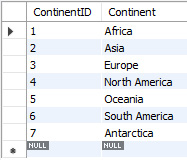 ContinentID Continent
1 Africa
2 Asia
3 Europe
4 North America
5 Oceania
6 South America
7 Antarctica
NULL NULL